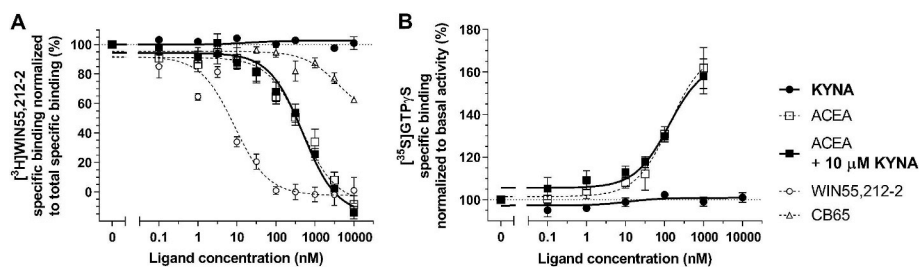 A
[³H]WIN55,212-2
specific binding normalized
to total specific binding (%)
100
80
60
40
20
0
0
0.1
1
10
100
1000
10000
Ligand concentration (nM)
B
[³⁵S]GTPγS
specific binding
normalized to basal activity (%)
180
160
140
120
100
80
0
0.1
1
10
100
1000
10000
Ligand concentration (nM)
KYNA
ACEA
ACEA
+ 10 μM KYNA
WIN55,212-2
CB65